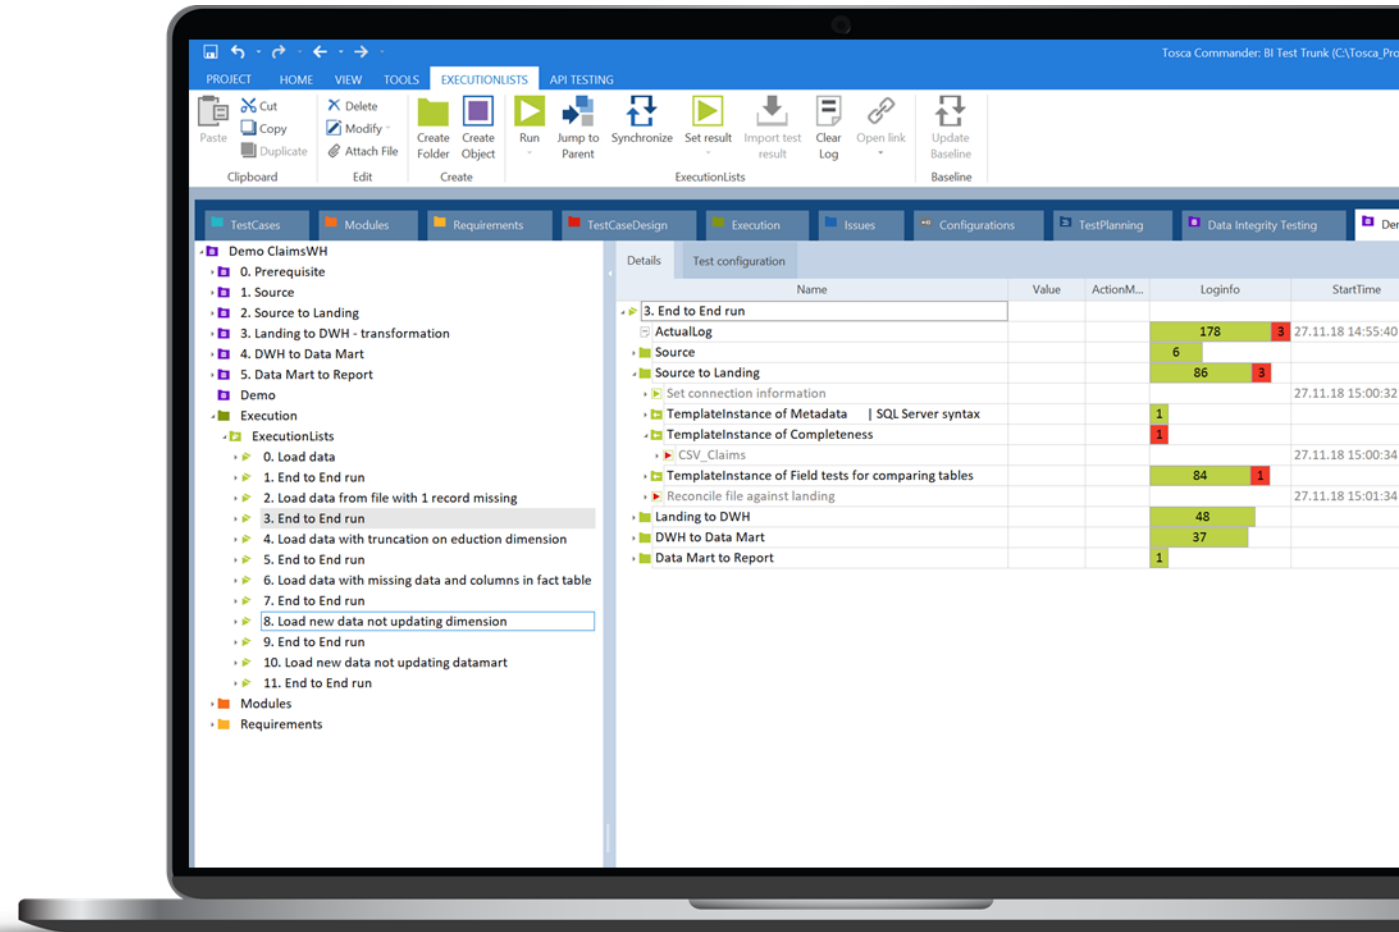 Tosca Commander: BI Test Trunk (C:\Tosca_Pro
PROJECT HOME VIEW TOOLS EXECUTIONLISTS API TESTING
Paste
Cut
Copy
Duplicate
Clipboard
Delete
Modify
Attach File
Edit
Create Folder
Create Object
Create
Run
Jump to Parent
Synchronize
Set result
Import test result
Clear Log
Open link
ExecutionLists
Update Baseline
Baseline
TestCases Modules Requirements TestCaseDesign Execution Issues Configurations TestPlanning Data Integrity Testing Der
Demo ClaimsWH
0. Prerequisite
1. Source
2. Source to Landing
3. Landing to DWH - transformation
4. DWH to Data Mart
5. Data Mart to Report
Demo
Execution
ExecutionLists
0. Load data
1. End to End run
2. Load data from file with 1 record missing
3. End to End run
4. Load data with truncation on eduction dimension
5. End to End run
6. Load data with missing data and columns in fact table
7. End to End run
8. Load new data not updating dimension
9. End to End run
10. Load new data not updating datamart
11. End to End run
Modules
Requirements
Details Test configuration
Name Value ActionM... Loginfo StartTime
3. End to End run
ActualLog 178 3 27.11.18 14:55:40
Source 6
Source to Landing 86 3
Set connection information 27.11.18 15:00:32
TemplateInstance of Metadata | SQL Server syntax 1
TemplateInstance of Completeness 1
CSV_Claims 27.11.18 15:00:34
TemplateInstance of Field tests for comparing tables 84 1
Reconcile file against landing 27.11.18 15:01:34
Landing to DWH 48
DWH to Data Mart 37
Data Mart to Report 1